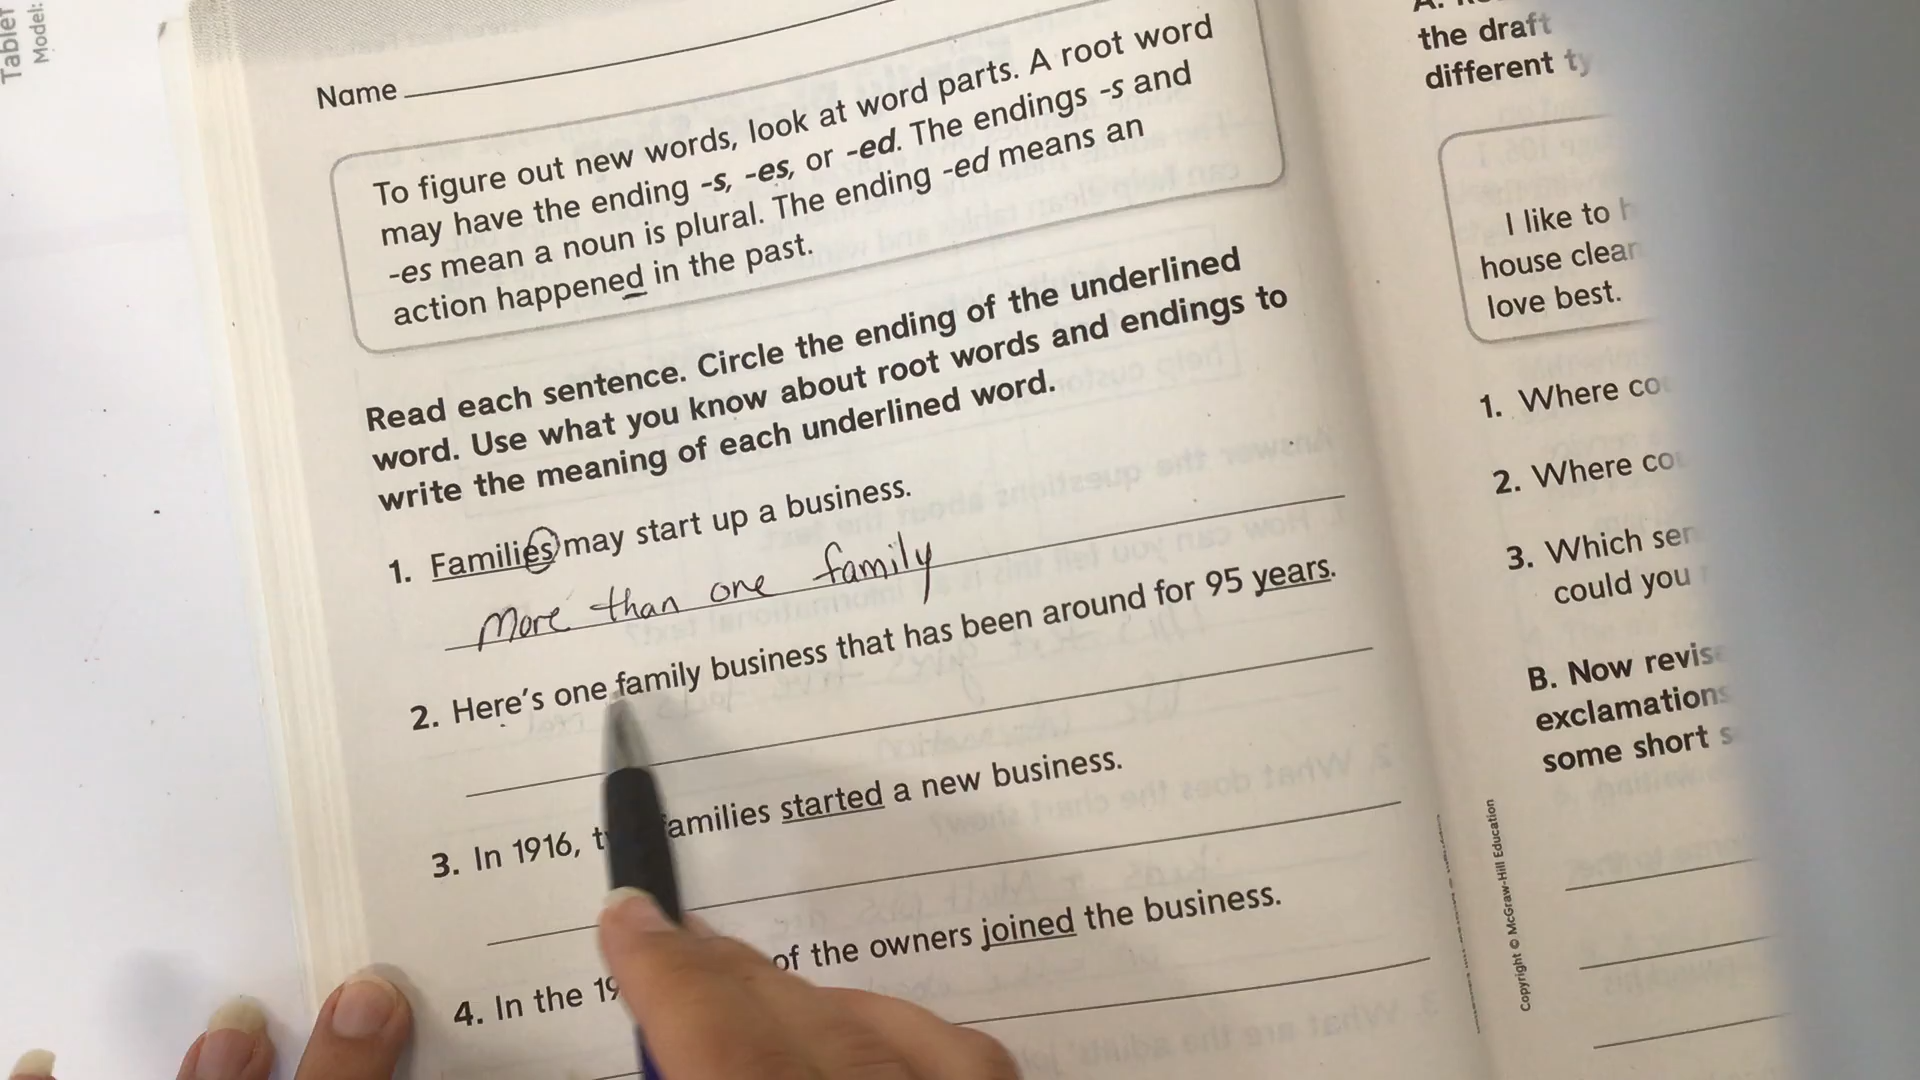 Tablet
Model:
Name
To figure out new words, look at word parts. A root word
may have the ending -s, -es, or -ed. The endings -s and
-es mean a noun is plural. The ending -ed means an
action happened in the past.
Read each sentence. Circle the ending of the underlined
word. Use what you know about root words and endings to
write the meaning of each underlined word.
1. Families may start up a business.
more than one family
2. Here's one family business that has been around for 95 years.
3. In 1916, families started a new business.
4. In the of the owners joined the business.
the draft
different
I like to
house clean
love best.
1. Where
2. Where
3. Which
could you
B. Now
exclamations
some short
Copyright © McGraw-Hill Education